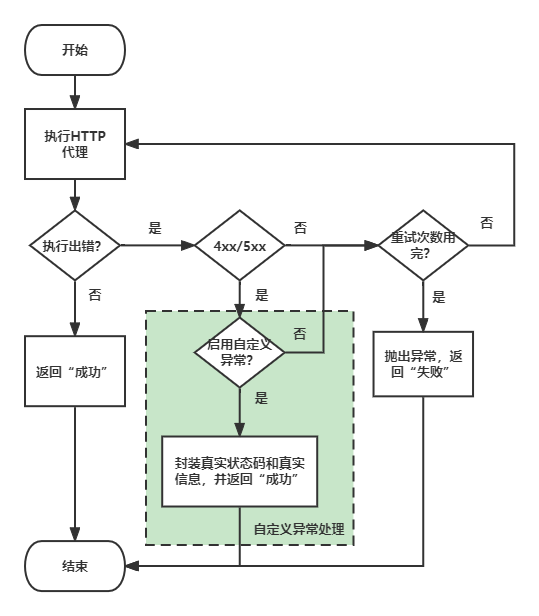 开始
执行HTTP
代理
执行出错?
是
4xx/5xx
否
重试次数用
完?
否
否
是
是
返回“成功”
启用自定义
异常?
否
抛出异常，返
回“失败”
是
封装真实状态码和真实
信息，并返回“成功”
自定义异常处理
结束